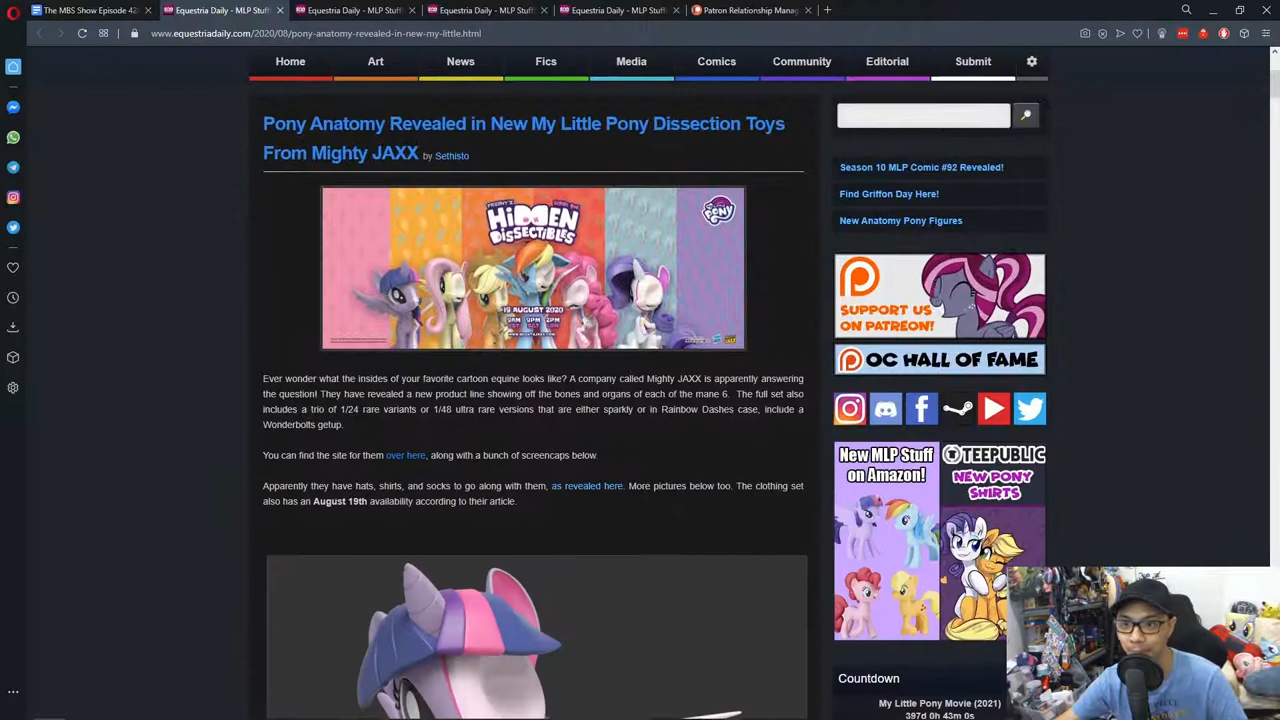 The MBS Show Episode 42
Equestria Daily - MLP Stuff
Equestria Daily - MLP Stuff
Equestria Daily - MLP Stuff
Equestria Daily - MLP Stuff
Patron Relationship Mana
www.equestriadaily.com/2020/08/pony-anatomy-revealed-in-new-my-little.html
Home
Art
News
Fics
Media
Comics
Community
Editorial
Submit
Pony Anatomy Revealed in New My Little Pony Dissection Toys
From Mighty JAXX by Sethisto
HIDDEN
DISSECTIBLES
19 AUGUST 2020
Ever wonder what the insides of your favorite cartoon equine looks like? A company called Mighty JAXX is apparently answering
the question! They have revealed a new product line showing off the bones and organs of each of the mane 6. The full set also
includes a trio of 1/24 rare variants or 1/48 ultra rare versions that are either sparkly or in Rainbow Dashes case, include a
Wonderbolts getup.
You can find the site for them over here, along with a bunch of screencaps below.
Apparently they have hats, shirts, and socks to go along with them, as revealed here. More pictures below too. The clothing set
also has an August 19th availability according to their article.
Season 10 MLP Comic #92 Revealed!
Find Griffon Day Here!
New Anatomy Pony Figures
SUPPORT US
ON PATREON!
OC HALL OF FAME
New MLP Stuff
on Amazon!
TEEPUBLIC
NEW PONY
SHIRTS
Countdown
My Little Pony Movie (2021)
397d 0h 43m 0s